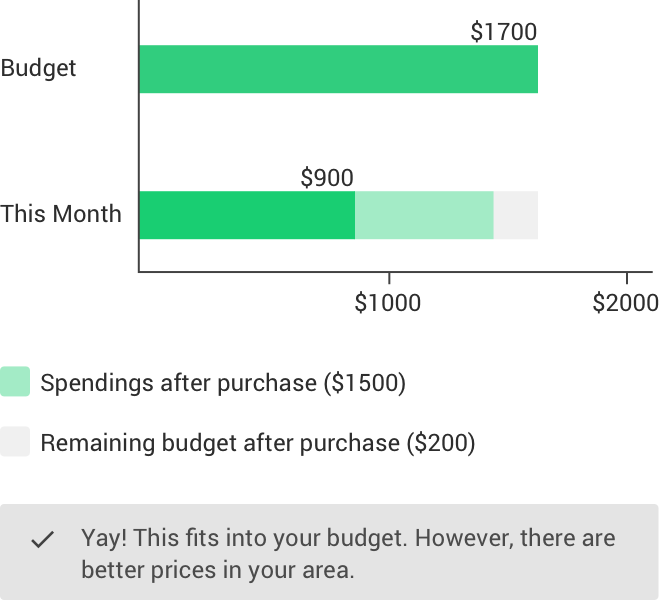 $1700
Budget
$900
This Month
$1000
$2000
Spendings after purchase ($1500)
Remaining budget after purchase ($200)
Yay! This fits into your budget. However, there are
better prices in your area.